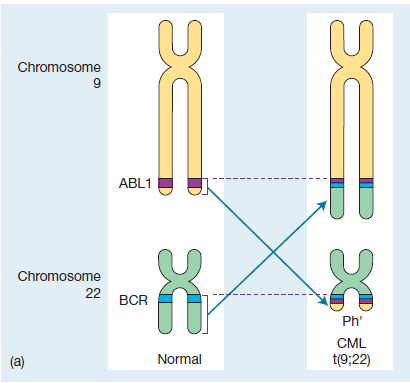 Chromosome
9
ABL1
Chromosome
22
BCR
Ph'
CML
t(9;22)
Normal
(a)